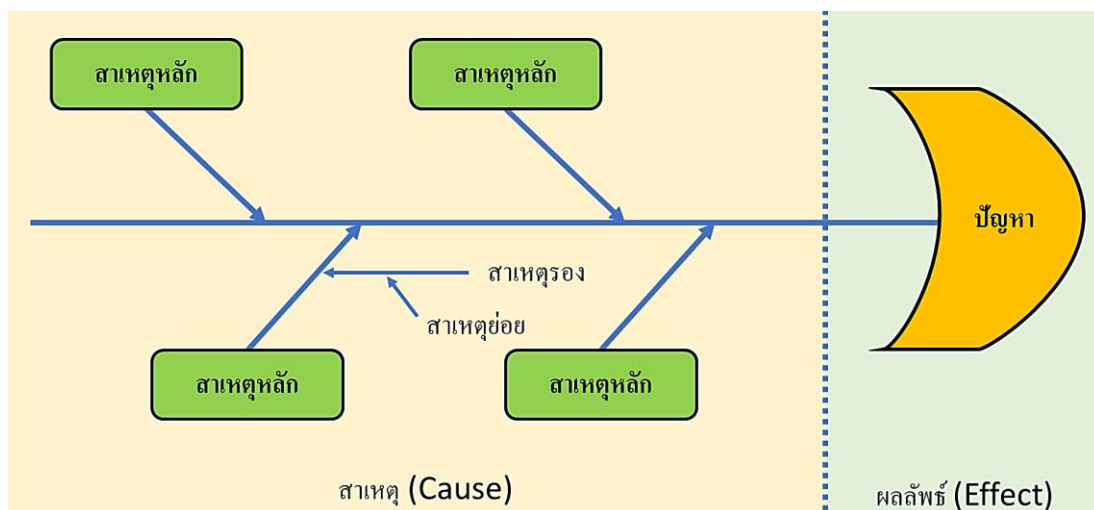 สาเหตุหลัก
สาเหตุหลัก
ปัญหา
สาเหตุรอง
สาเหตุย่อย
สาเหตุหลัก
สาเหตุหลัก
สาเหตุ (Cause)
ผลลัพธ์ (Effect)